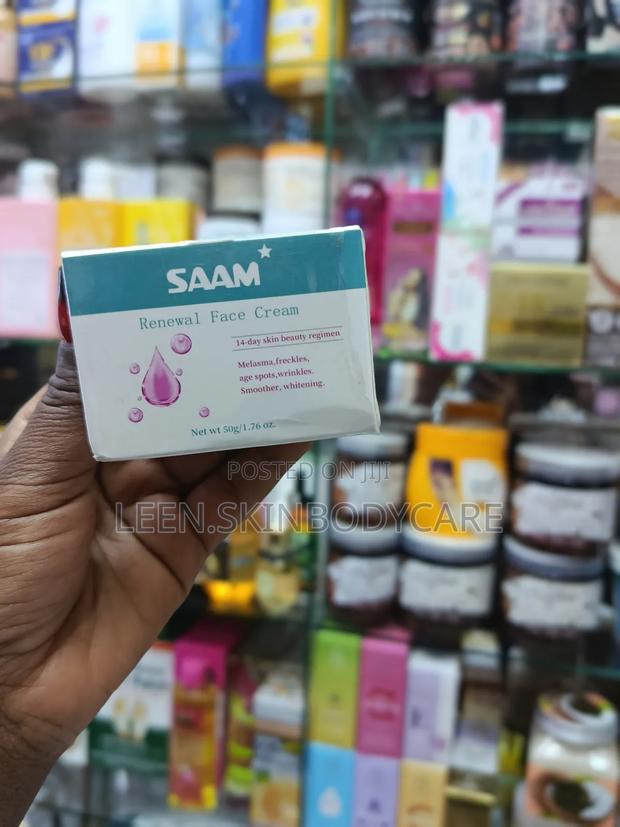 SAAM
Renewal Face Cream
14-day skin beauty regimen
Melasma,freckles,
age spots,wrinkles.
Smoother, whitening.
Net wt 50g/1.76 oz.
POSTED ON JIJI
LEEN.SKINBODYCARE